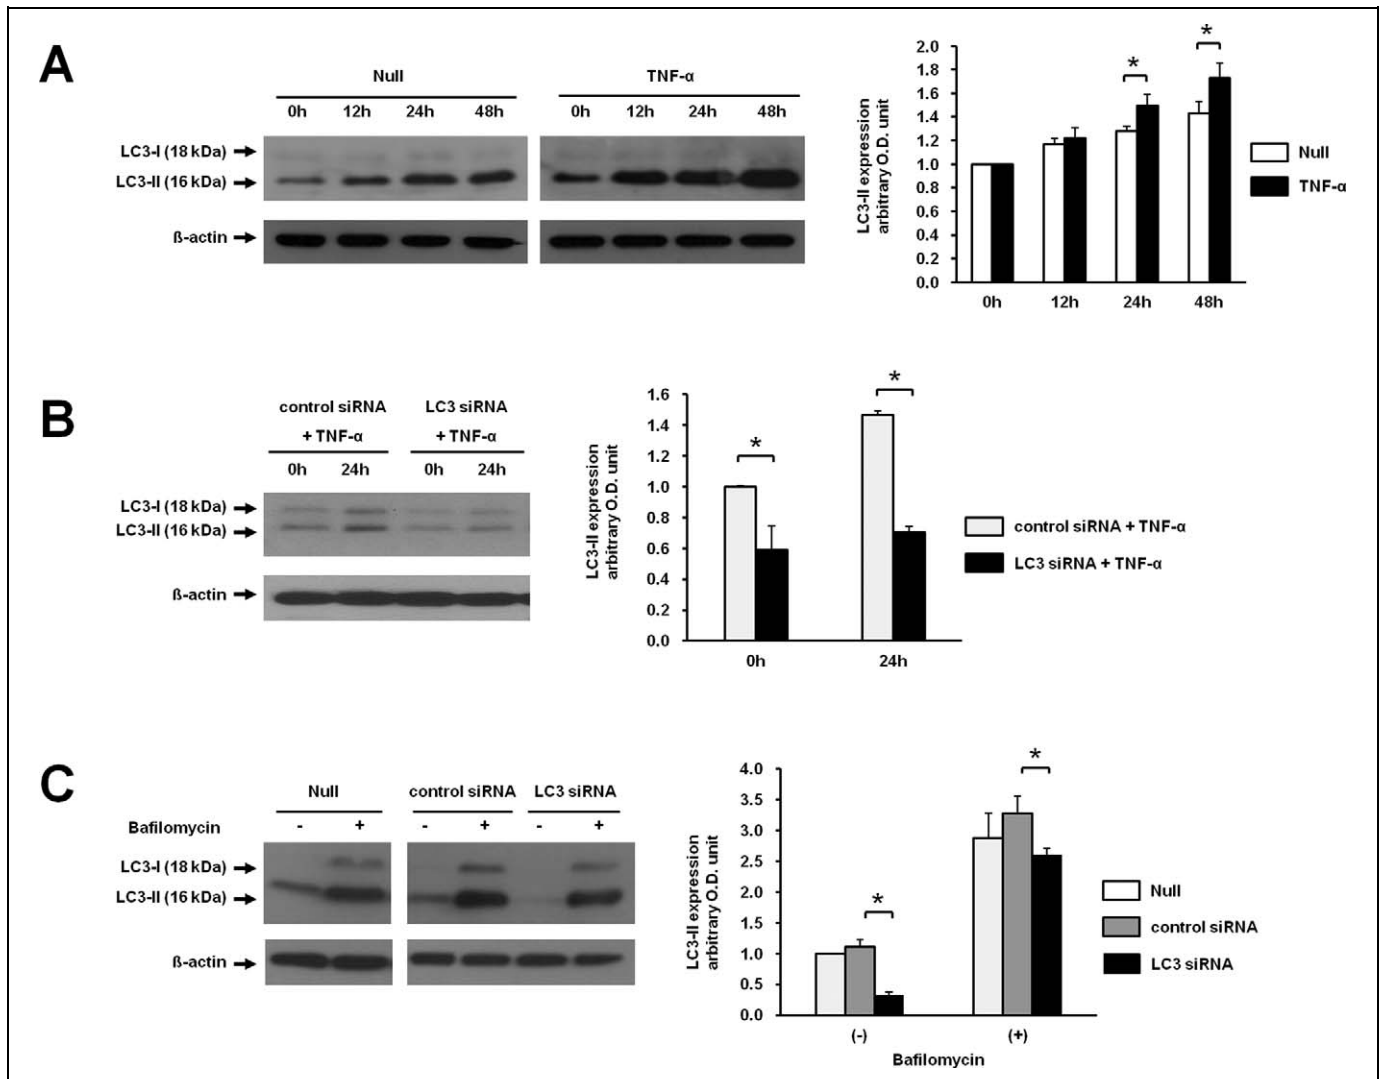 A
Null
TNF-α
0h 12h 24h 48h
0h 12h 24h 48h
LC3-I (18 kDa)
LC3-II (16 kDa)
ß-actin
LC3-II expression
arbitrary O.D. unit
2.0
1.8
1.6
1.4
1.2
1.0
0.8
0.6
0.4
0.2
0.0
*
*
0h 12h 24h 48h
Null
TNF-α
B
control siRNA
+ TNF-α
LC3 siRNA
+ TNF-α
0h 24h 0h 24h
LC3-I (18 kDa)
LC3-II (16 kDa)
ß-actin
LC3-II expression
arbitrary O.D. unit
1.6
1.4
1.2
1.0
0.8
0.6
0.4
0.2
0.0
*
*
0h 24h
control siRNA + TNF-α
LC3 siRNA + TNF-α
C
Null control siRNA LC3 siRNA
Bafilomycin - + - + - +
LC3-I (18 kDa)
LC3-II (16 kDa)
ß-actin
LC3-II expression
arbitrary O.D. unit
4.0
3.5
3.0
2.5
2.0
1.5
1.0
0.5
0.0
*
*
(-) (+)
Bafilomycin
Null
control siRNA
LC3 siRNA